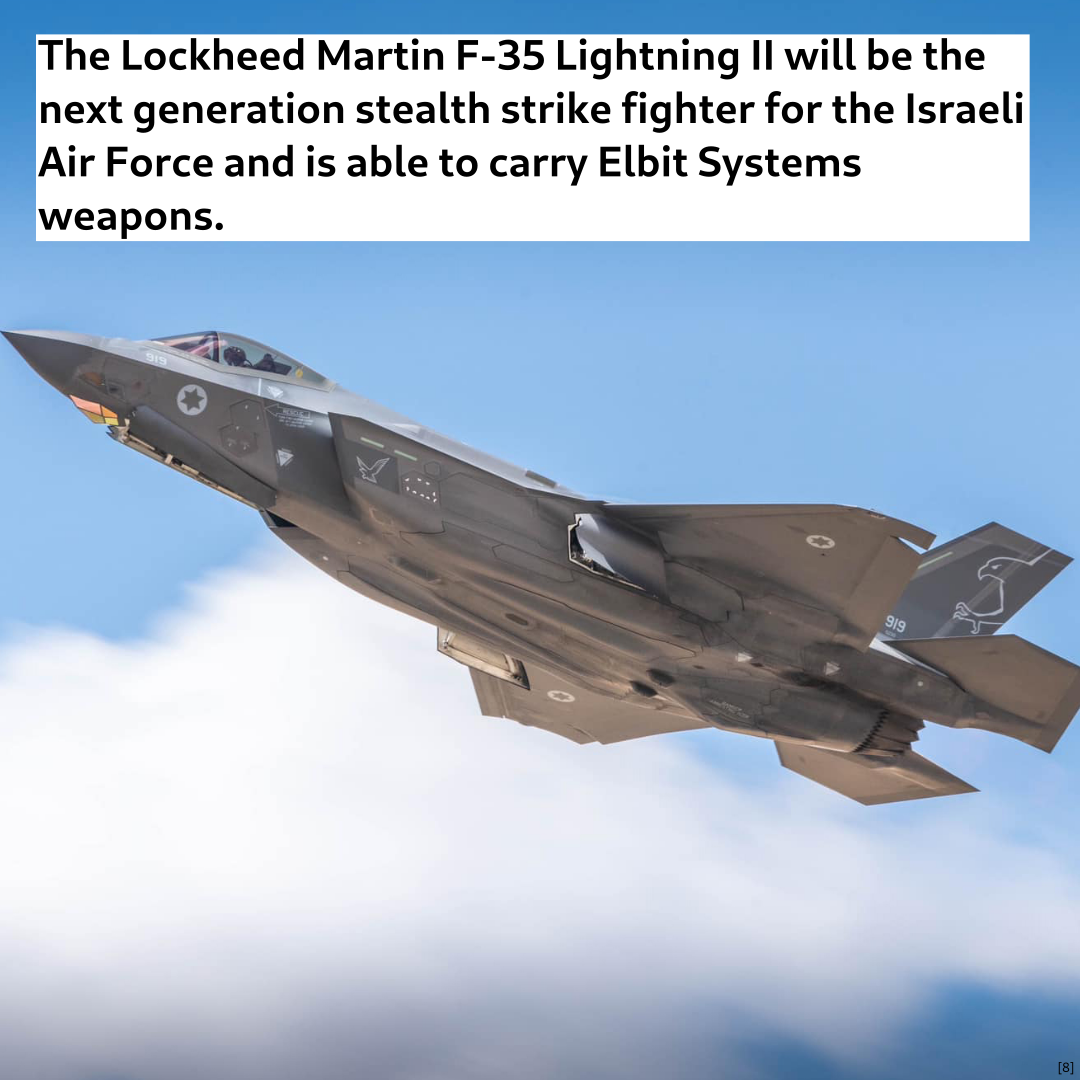 The Lockheed Martin F-35 Lightning II will be the
next generation stealth strike fighter for the Israeli
Air Force and is able to carry Elbit Systems
weapons.
919
919
[8]